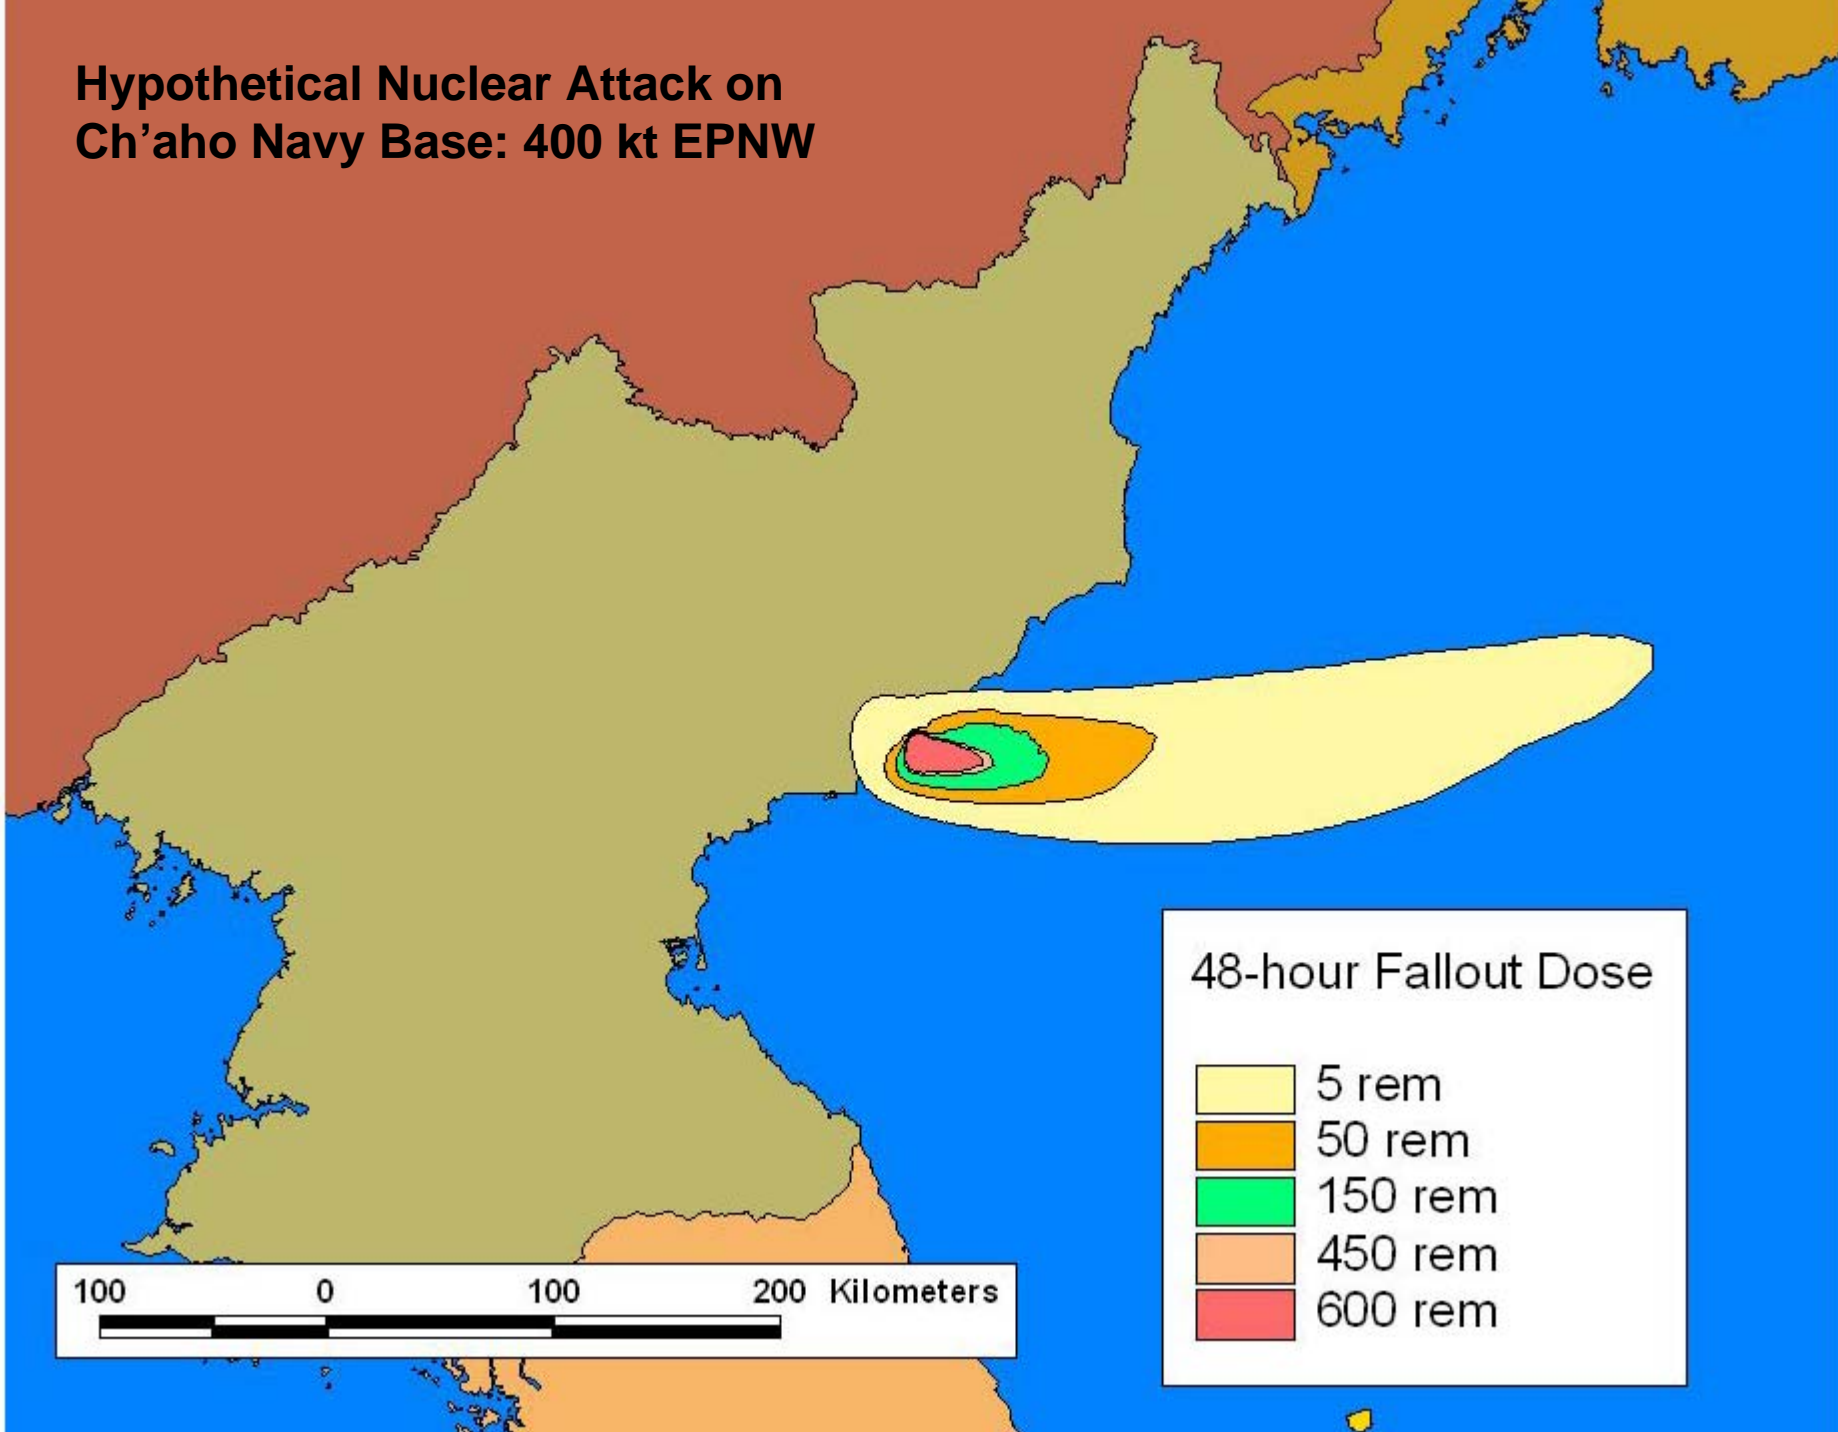 Hypothetical Nuclear Attack on
Ch’aho Navy Base: 400 kt EPNW
48-hour Fallout Dose
5 rem
50 rem
150 rem
450 rem
600 rem
100 0 100 200 Kilometers